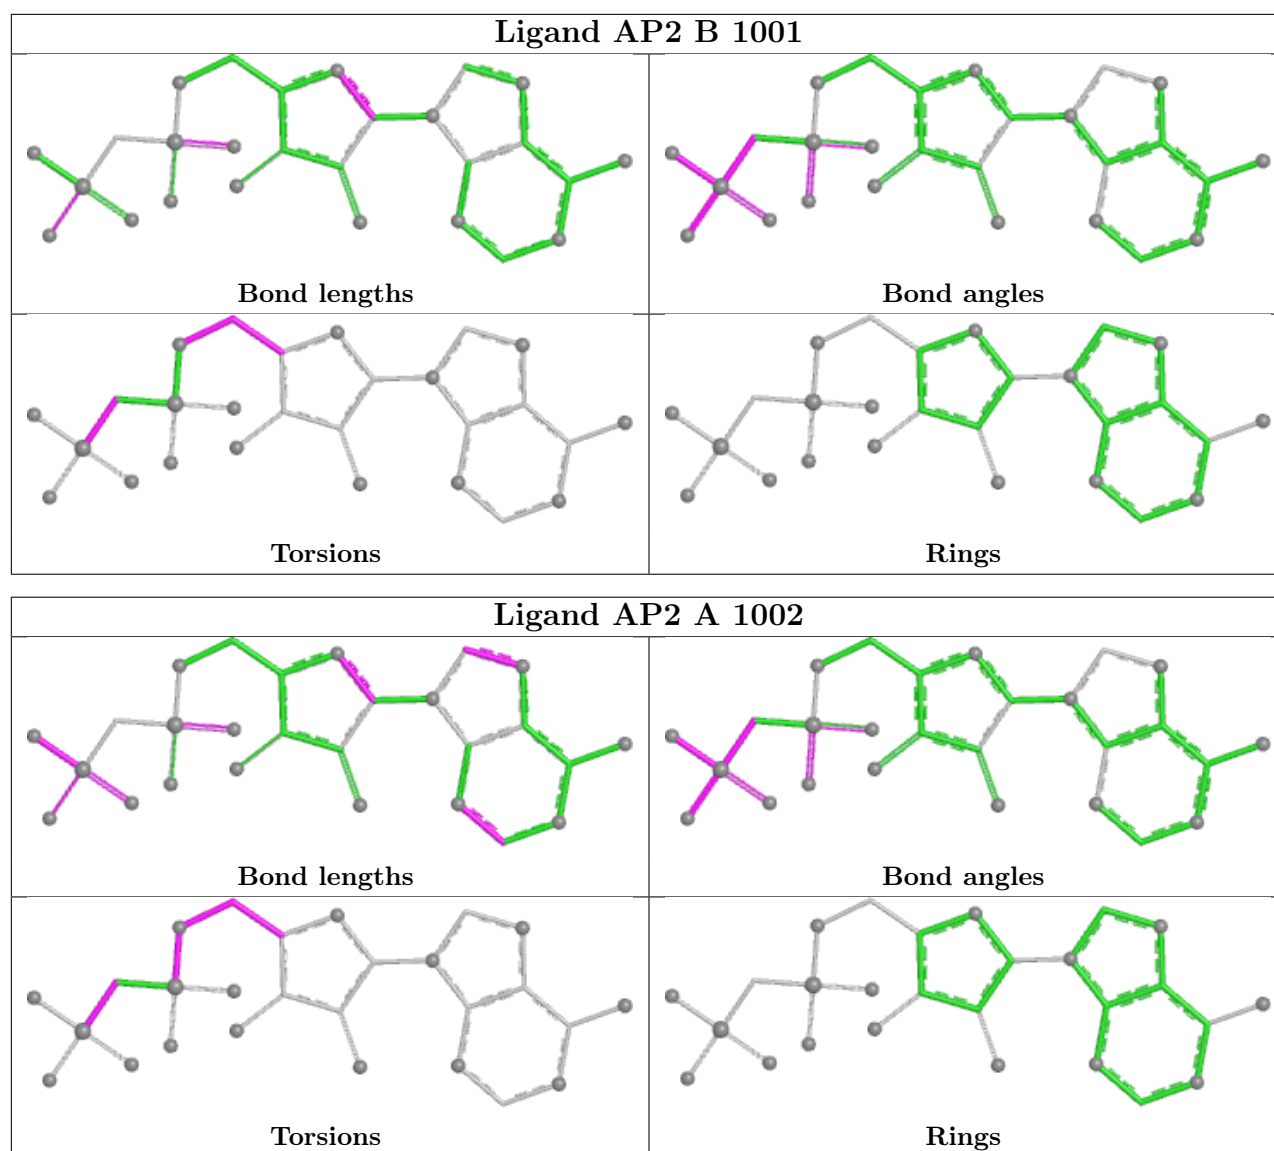 Ligand AP2 B 1001
Bond lengths
Bond angles
Torsions
Rings
Ligand AP2 A 1002
Bond lengths
Bond angles
Torsions
Rings